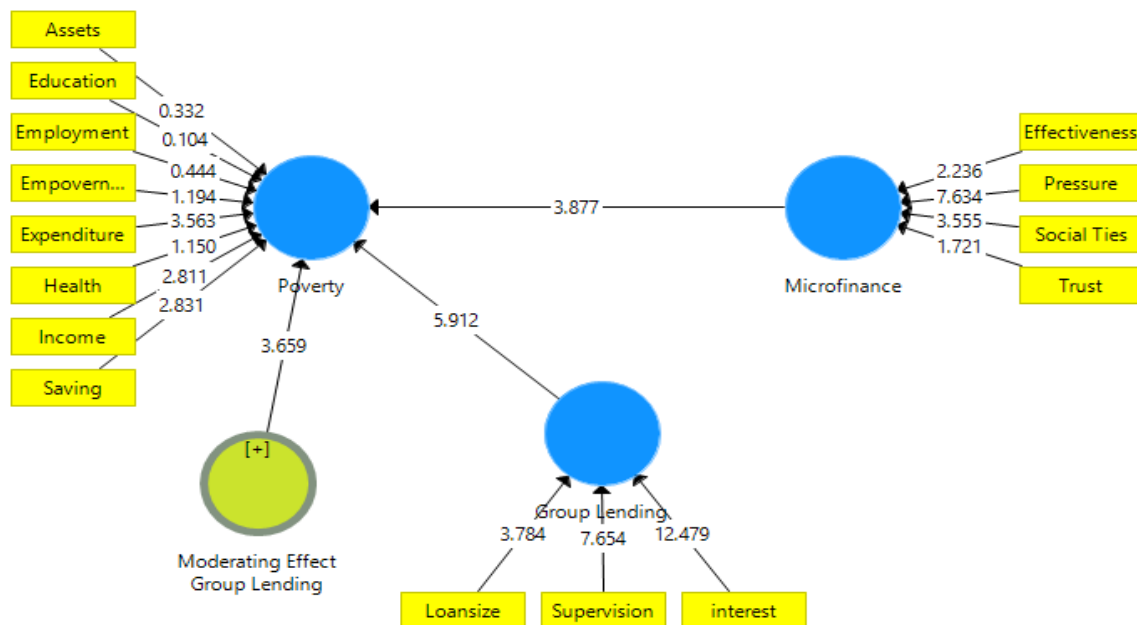 Assets
Education
Employment
Empovern...
Expenditure
Health
Income
Saving
0.332
0.104
0.444
1.194
3.563
1.150
2.811
2.831
Poverty
3.877
Microfinance
Effectiveness
Pressure
Social Ties
Trust
2.236
7.634
3.555
1.721
3.659
5.912
[+]
Moderating Effect
Group Lending
Group Lending
3.784
7.654
12.479
Loansize
Supervision
interest